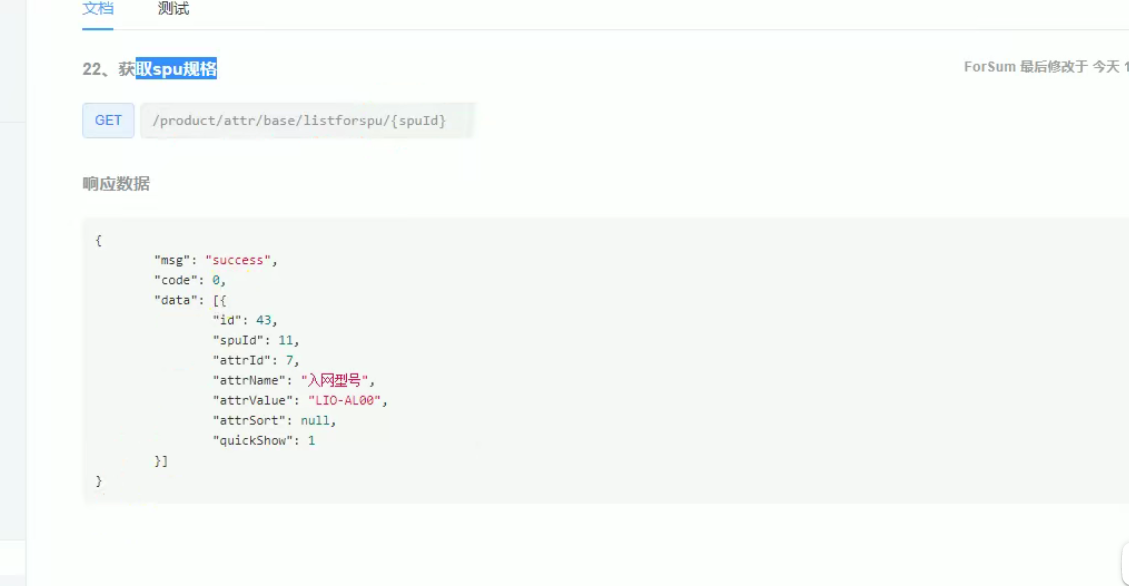 文档 测试
22、获取spu规格 ForSum 最后修改于 今天 1
GET /product/attr/base/listforspu/{spuId}
响应数据
{
"msg": "success",
"code": 0,
"data": [{
"id": 43,
"spuId": 11,
"attrId": 7,
"attrName": "入网型号",
"attrValue": "LIO-AL00",
"attrSort": null,
"quickShow": 1
}]
}